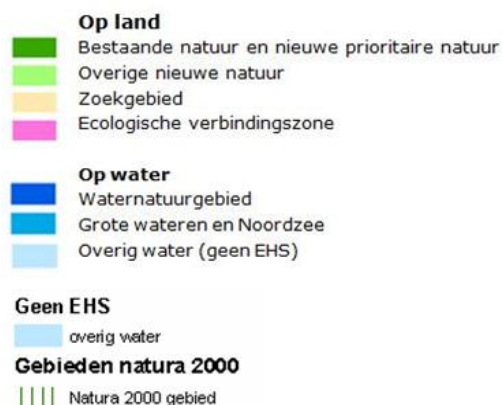 Op land
Bestaande natuur en nieuwe prioritaire natuur
Overige nieuwe natuur
Zoekgebied
Ecologische verbindingszone
Op water
Waternatuurgebied
Grote wateren en Noordzee
Overig water (geen EHS)
Geen EHS
overig water
Gebieden natura 2000
Natura 2000 gebied